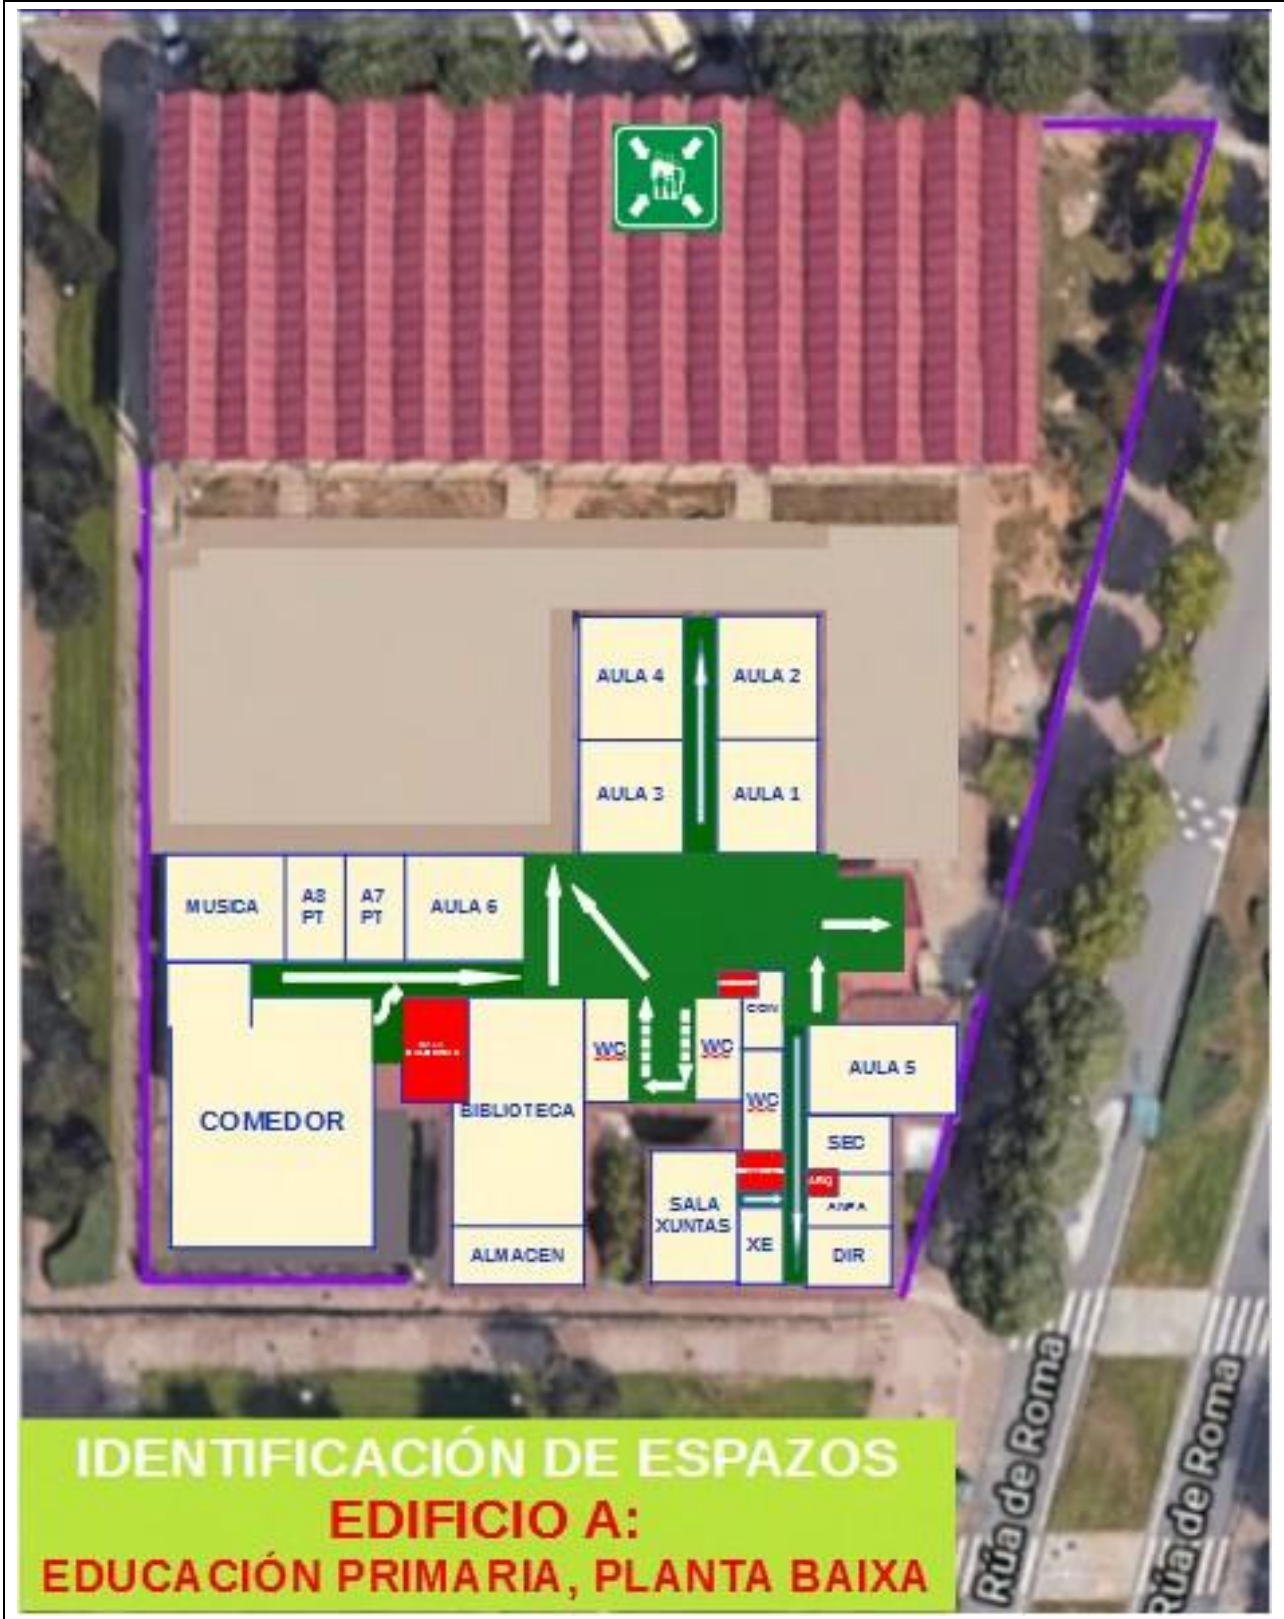 AULA 4
AULA 2
AULA 3
AULA 1
MUSICA
A8
PT
A7
PT
AULA 6
CON
WC
WC
AULA 5
WC
COMEDOR
BIBLIOTECA
SEC
SALA
XUNTAS
XE
DIR
ALMACEN
IDENTIFICACIÓN DE ESPAZOS
EDIFICIO A:
EDUCACIÓN PRIMARIA, PLANTA BAIXA
Rúa de Roma
Rúa de Roma